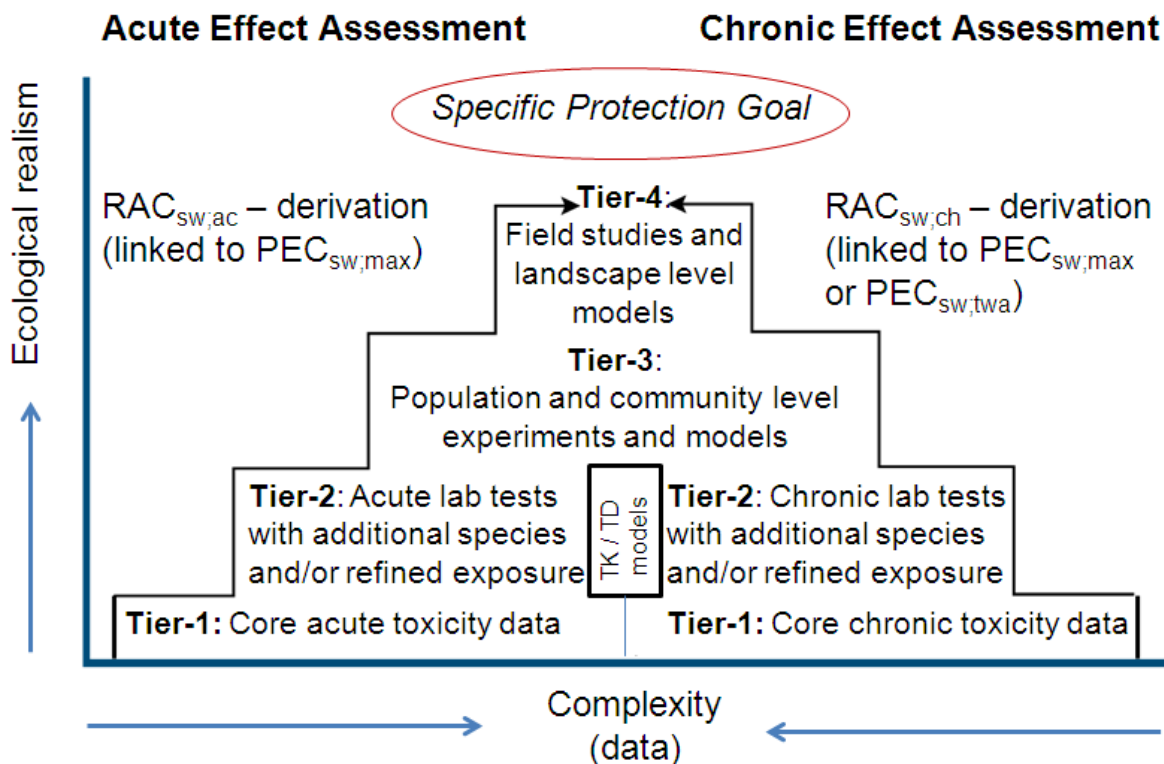 Acute Effect Assessment
Chronic Effect Assessment
Specific Protection Goal
Ecological realism
RACsw;ac – derivation
(linked to PECsw;max)
RACsw;ch – derivation
(linked to PECsw;max
or PECsw;twa)
Tier-4:
Field studies and
landscape level
models
Tier-3:
Population and community level
experiments and models
Tier-2: Acute lab tests
with additional species
and/or refined exposure
TK / TD
models
Tier-2: Chronic lab tests
with additional species
and/or refined exposure
Tier-1: Core acute toxicity data
Tier-1: Core chronic toxicity data
Complexity
(data)